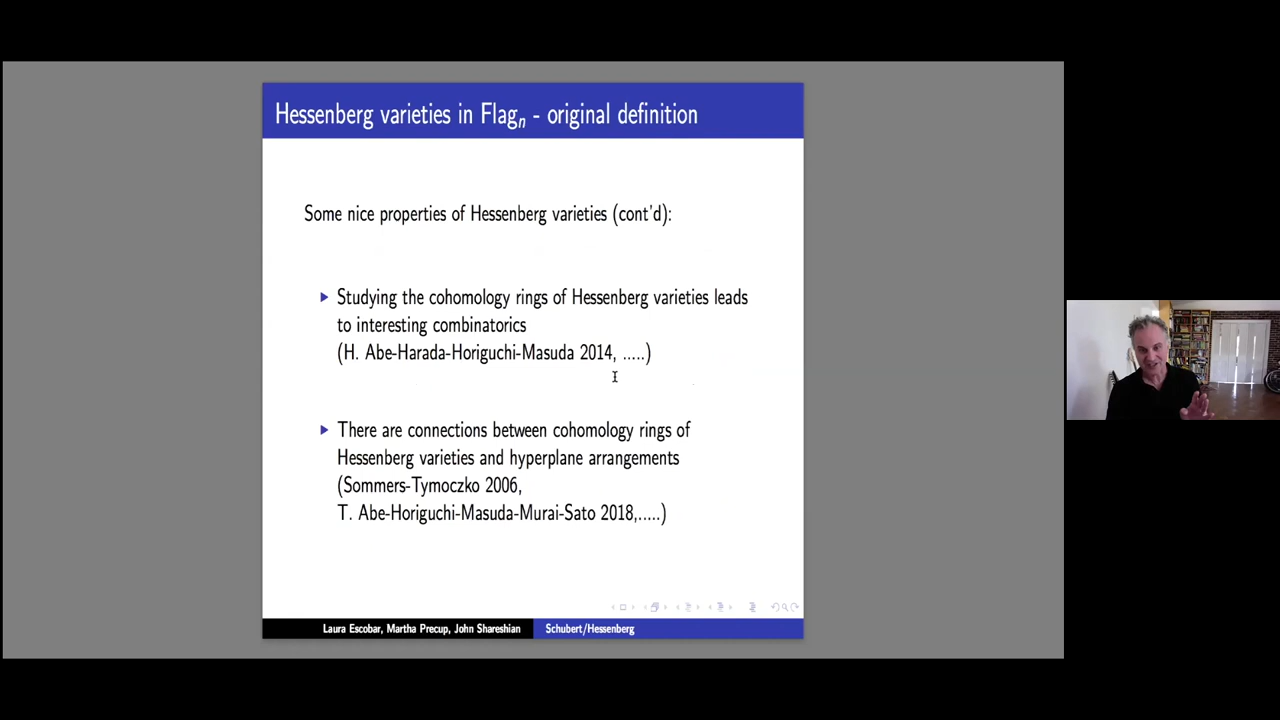 Hessenberg varieties in Flagn - original definition
Some nice properties of Hessenberg varieties (cont'd):
Studying the cohomology rings of Hessenberg varieties leads
to interesting combinatorics
(H. Abe-Harada-Horiguchi-Masuda 2014, .....)
There are connections between cohomology rings of
Hessenberg varieties and hyperplane arrangements
(Sommers-Tymoczko 2006,
T. Abe-Horiguchi-Masuda-Murai-Sato 2018,.....)
Laura Escobar, Martha Precup, John Shareshian
Schubert/Hessenberg